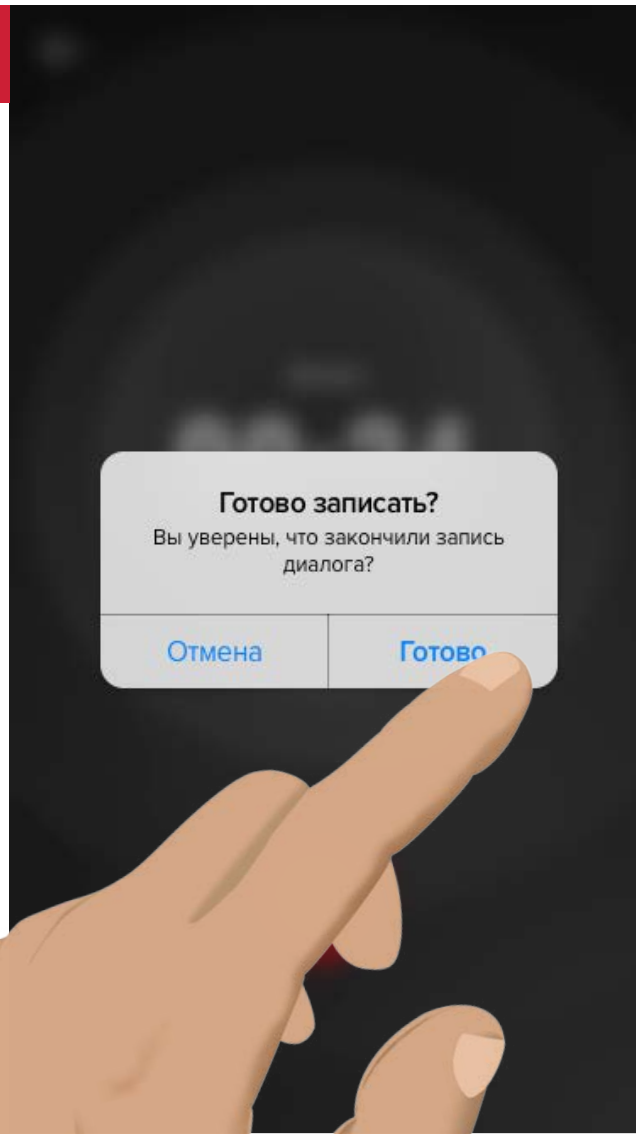 Готово записать?
Вы уверены, что закончили запись
диалога?
Отмена
Готово